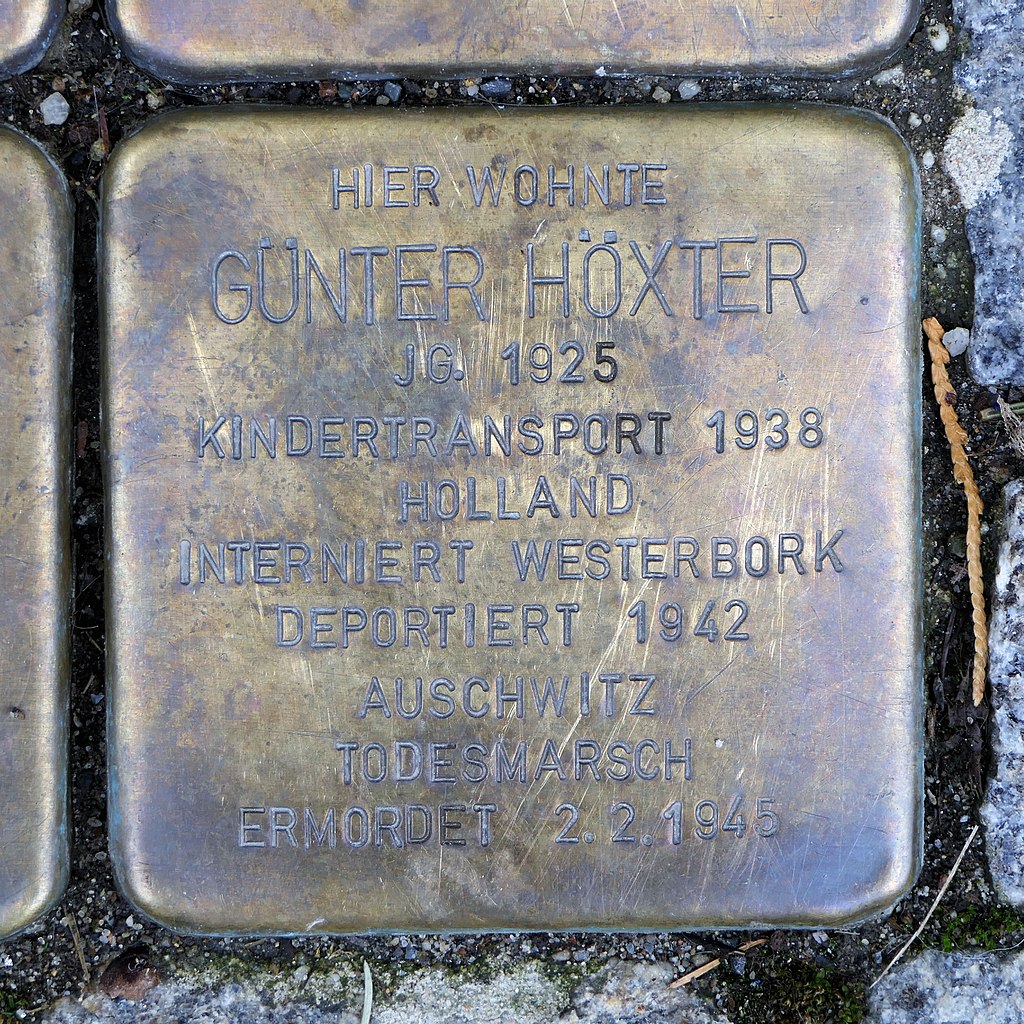 HIER WOHNTE
GÜNTER HÖXTER
JG. 1925
KINDERTRANSPORT 1938
HOLLAND
INTERNIERT WESTERBORK
DEPORTIERT 1942
AUSCHWITZ
TODESMARSCH
ERMORDET 2.2.1945